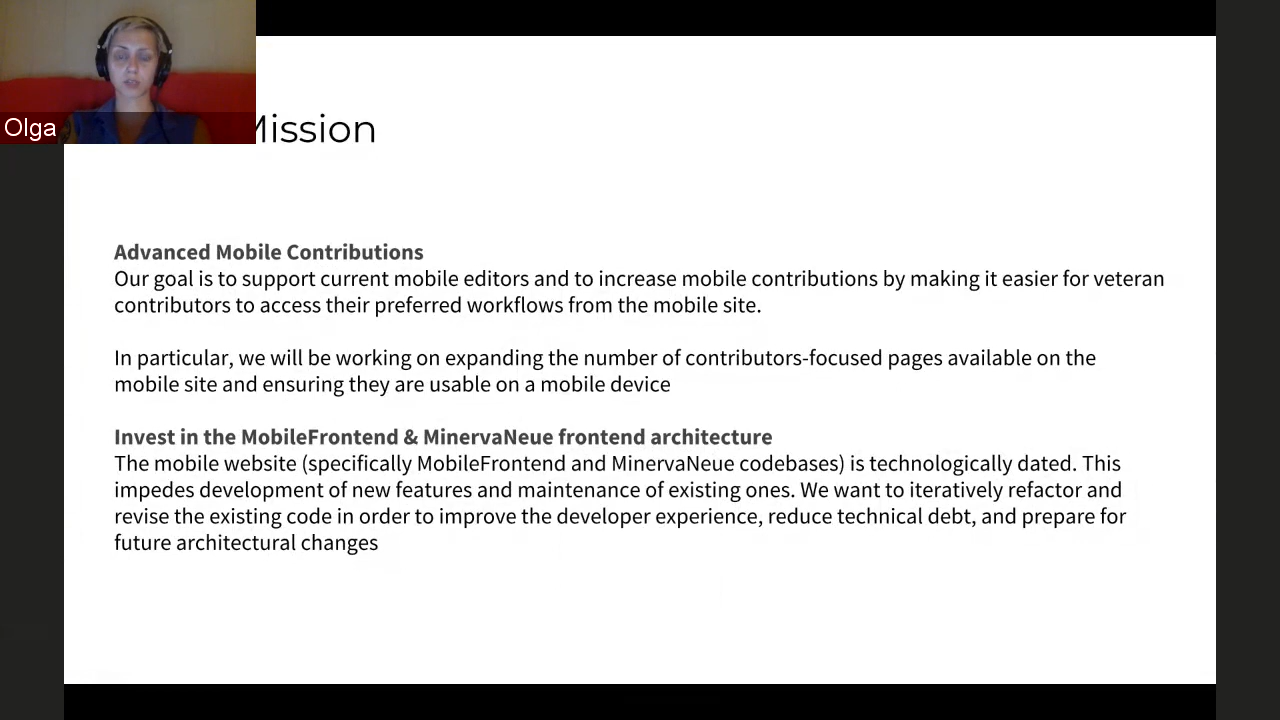 Olga
Mission
Advanced Mobile Contributions
Our goal is to support current mobile editors and to increase mobile contributions by making it easier for veteran
contributors to access their preferred workflows from the mobile site.
In particular, we will be working on expanding the number of contributors-focused pages available on the
mobile site and ensuring they are usable on a mobile device
Invest in the MobileFrontend & MinervaNeue frontend architecture
The mobile website (specifically MobileFrontend and MinervaNeue codebases) is technologically dated. This
impedes development of new features and maintenance of existing ones. We want to iteratively refactor and
revise the existing code in order to improve the developer experience, reduce technical debt, and prepare for
future architectural changes